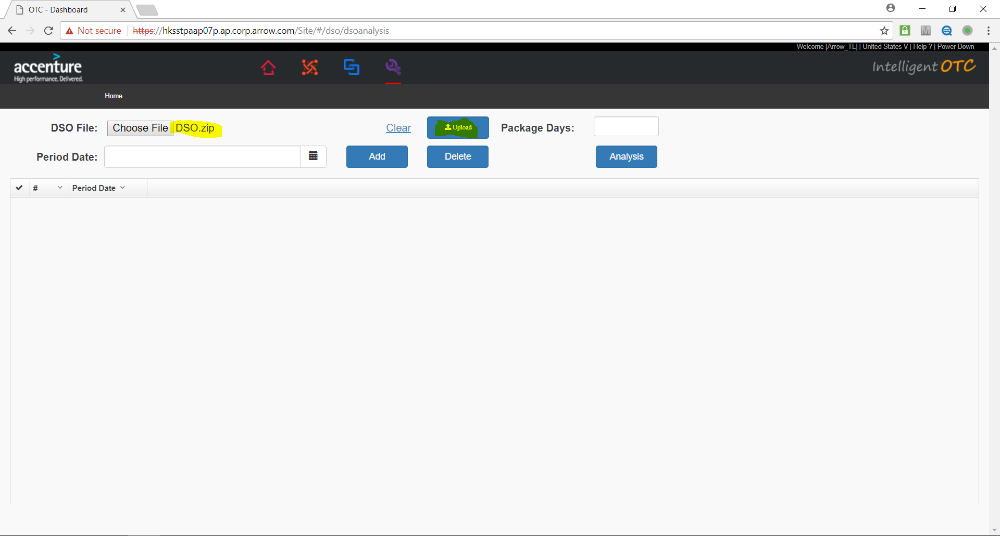 OTC - Dashboard
Not secure https://hksstpaap07p.ap.corp.arrow.com/Site/#/dso/dsoanalysis
M
Welcome [Arrow_TL] | United States V | Help ? | Power Down
accenture
High performance. Delivered.
Intelligent OTC
Home
DSO File: Choose File DSO.zip Clear Upload Package Days:
Period Date: Add Delete Analysis
# Period Date